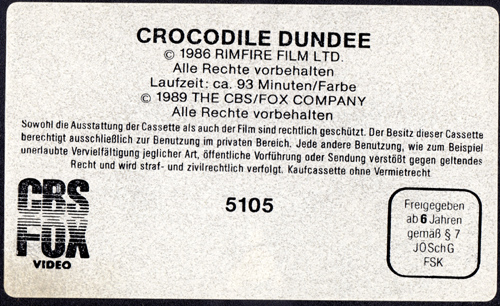 CROCODILE DUNDEE
© 1986 RIMFIRE FILM LTD.
Alle Rechte vorbehalten
Laufzeit: ca. 93 Minuten/Farbe
© 1989 THE CBS/FOX COMPANY
Alle Rechte vorbehalten
Sowohl die Ausstattung der Cassette als auch der Film sind rechtlich geschützt. Der Besitz dieser Cassette
berechtigt ausschließlich zur Benutzung im privaten Bereich. Jede andere Benutzung, wie zum Beispiel
unerlaubte Vervielfältigung jeglicher Art, öffentliche Vorführung oder Sendung verstößt gegen geltendes
Recht und wird straf- und zivilrechtlich verfolgt. Kaufcassette ohne Vermietrecht
CBS
FOX
VIDEO
5105
Freigegeben
ab 6 Jahren
gemäß § 7
JÖSchG
FSK